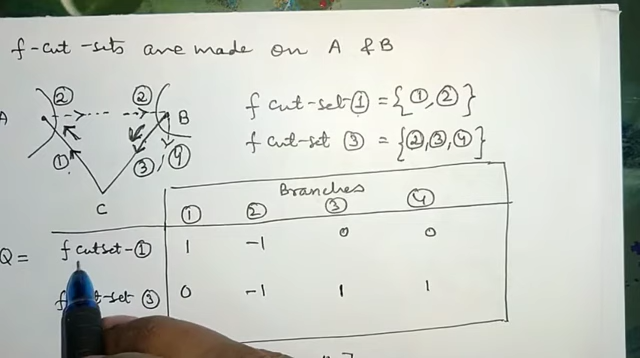 f-cut-sets are made on A & B
② ②
A B
① ③, ④
C
f cut-set-① = {①, ②}
f cut-set ③ = {②, ③, ④}
Branches
① ② ③ ④
Q = f cutset-① 1 -1 0 0
set ③ 0 -1 1 1